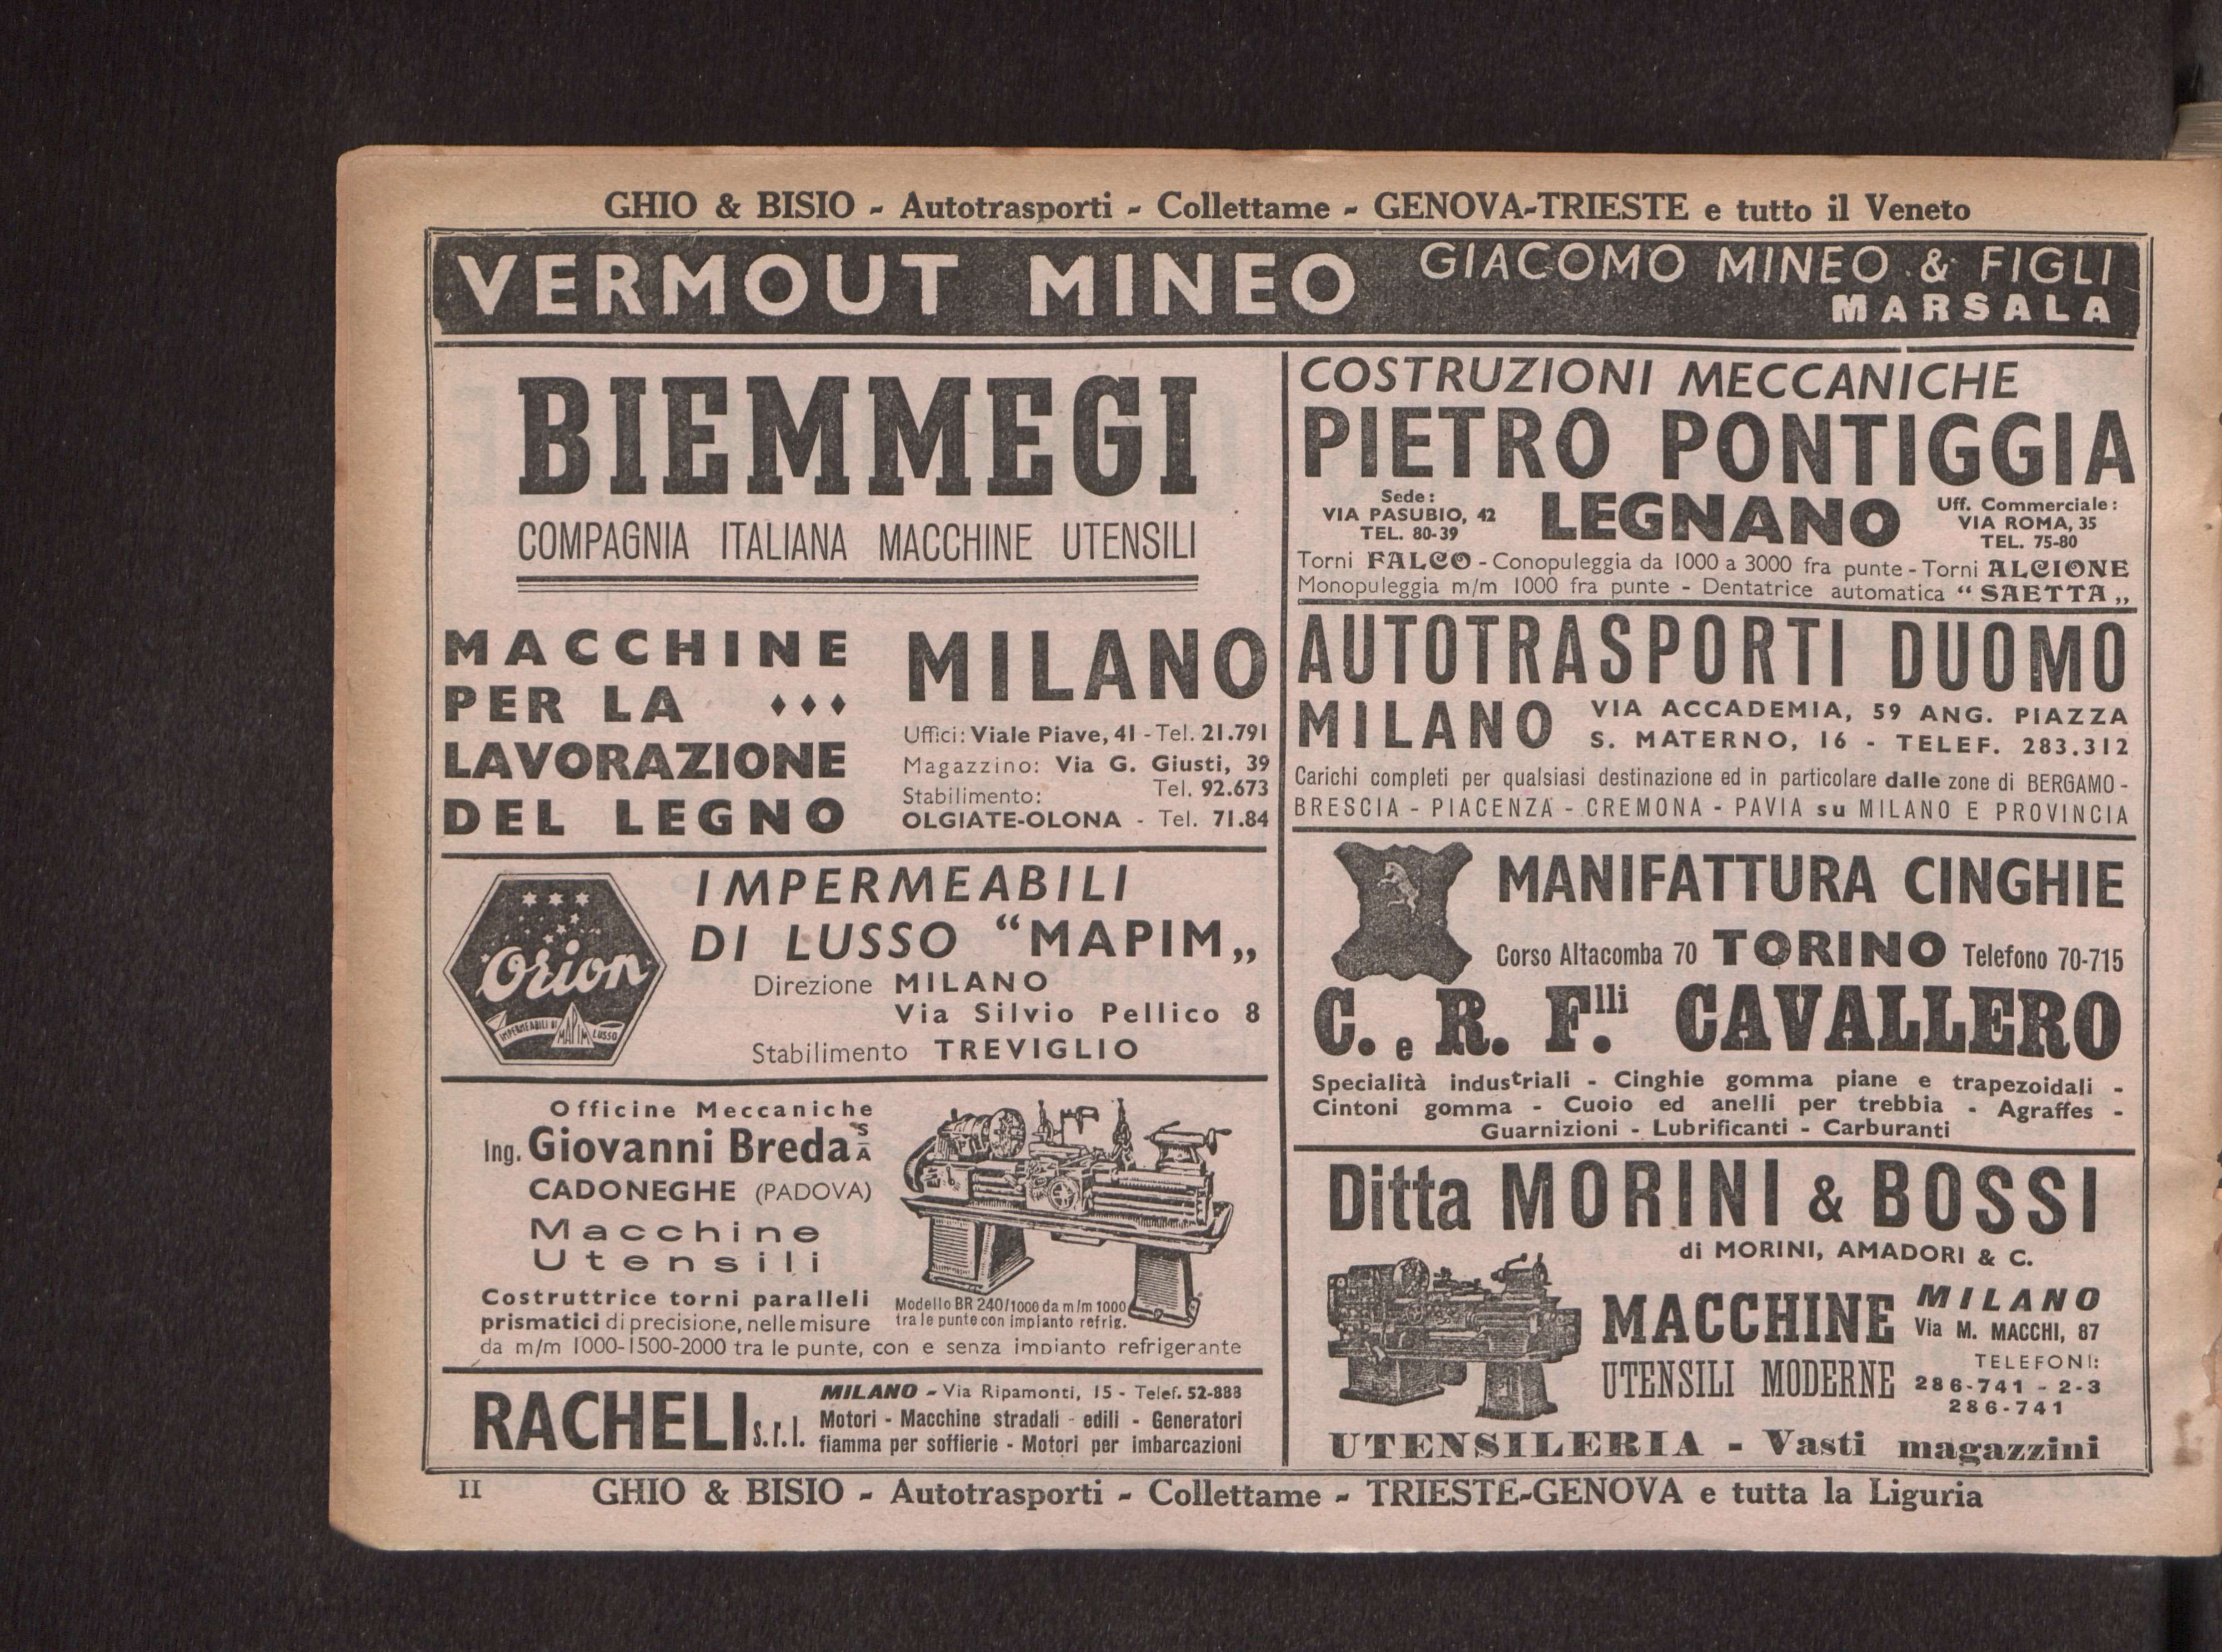 GHIO & BISIO - Autotrasporti - Collettame - GENOVA-TRIESTE e tutto il Veneto
VERMOUT MINEO GIACOMO MINEO & FIGLI
MARSALA
BIEMMEGI
COMPAGNIA ITALIANA MACCHINE UTENSILI
MACCHINE
PER LA ♦♦♦
LAVORAZIONE
DEL LEGNO
MILANO
Uffici: Viale Piave, 41 - Tel. 21.791
Magazzino: Via G. Giusti, 39
Tel. 92.673
Stabilimento:
OLGIATE-OLONA - Tel. 71.84
Orion
IMPERMEABILI DI MAPIM LUSSO
IMPERMEABILI
DI LUSSO “MAPIM„
Direzione MILANO
Via Silvio Pellico 8
Stabilimento TREVIGLIO
Officine Meccaniche
Ing. Giovanni Breda S A
CADONEGHE (PADOVA)
Macchine
Utensili
Costruttrice torni paralleli
prismatici di precisione, nelle misure
da m/m 1000-1500-2000 tra le punte, con e senza impianto refrigerante
Modello BR 240/1000 da m/m 1000
tra le punte con impianto refrig.
RACHELI s.r.l.
MILANO - Via Ripamonti, 15 - Telef. 52-888
Motori - Macchine stradali - edili - Generatori
fiamma per soffierie - Motori per imbarcazioni
COSTRUZIONI MECCANICHE
PIETRO PONTIGGIA
Sede:
VIA PASUBIO, 42
TEL. 80-39
LEGNANO
Uff. Commerciale:
VIA ROMA, 35
TEL. 75-80
Torni FALCO - Conopuleggia da 1000 a 3000 fra punte - Torni ALCIONE
Monopuleggia m/m 1000 fra punte - Dentatrice automatica “SAETTA„
AUTOTRASPORTI DUOMO
MILANO
VIA ACCADEMIA, 59 ANG. PIAZZA
S. MATERNO, 16 - TELEF. 283.312
Carichi completi per qualsiasi destinazione ed in particolare dalle zone di BERGAMO -
BRESCIA - PIACENZA - CREMONA - PAVIA su MILANO E PROVINCIA
MANIFATTURA CINGHIE
Corso Altacomba 70 TORINO Telefono 70-715
C. e R. F.lli CAVALLERO
Specialità industriali - Cinghie gomma piane e trapezoidali -
Cintoni gomma - Cuoio ed anelli per trebbia - Agraffes -
Guarnizioni - Lubrificanti - Carburanti
Ditta MORINI & BOSSI
di MORINI, AMADORI & C.
MACCHINE
UTENSILI MODERNE
MILANO
Via M. MACCHI, 87
TELEFONI:
286-741 - 2-3
286-741
UTENSILERIA - Vasti magazzini
II GHIO & BISIO - Autotrasporti - Collettame - TRIESTE-GENOVA e tutta la Liguria